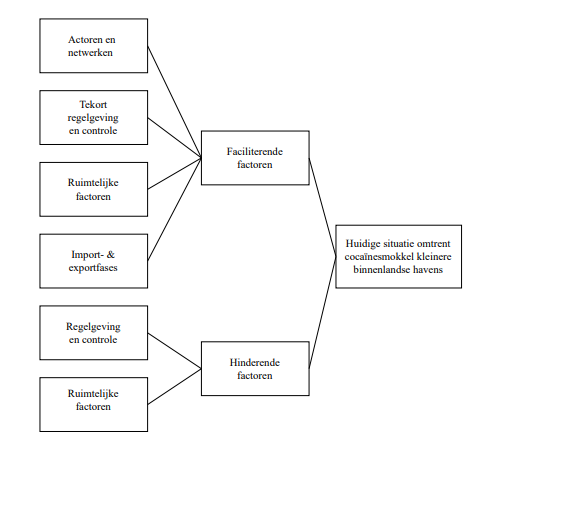 Actoren en
netwerken
Tekort
regelgeving
en controle
Ruimtelijke
factoren
Import- &
exportfases
Regelgeving
en controle
Ruimtelijke
factoren
Faciliterende
factoren
Hinderende
factoren
Huidige situatie omtrent
cocaïnesmokkel kleinere
binnenlandse havens